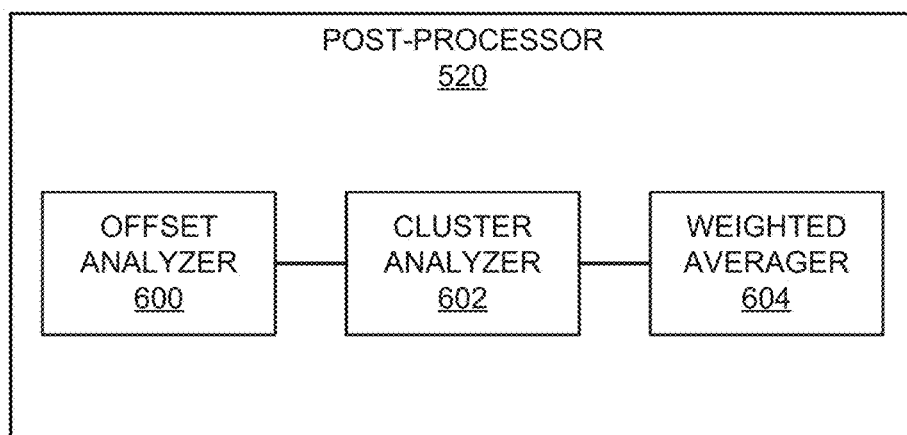 POST-PROCESSOR
520
OFFSET
ANALYZER
600
CLUSTER
ANALYZER
602
WEIGHTED
AVERAGER
604